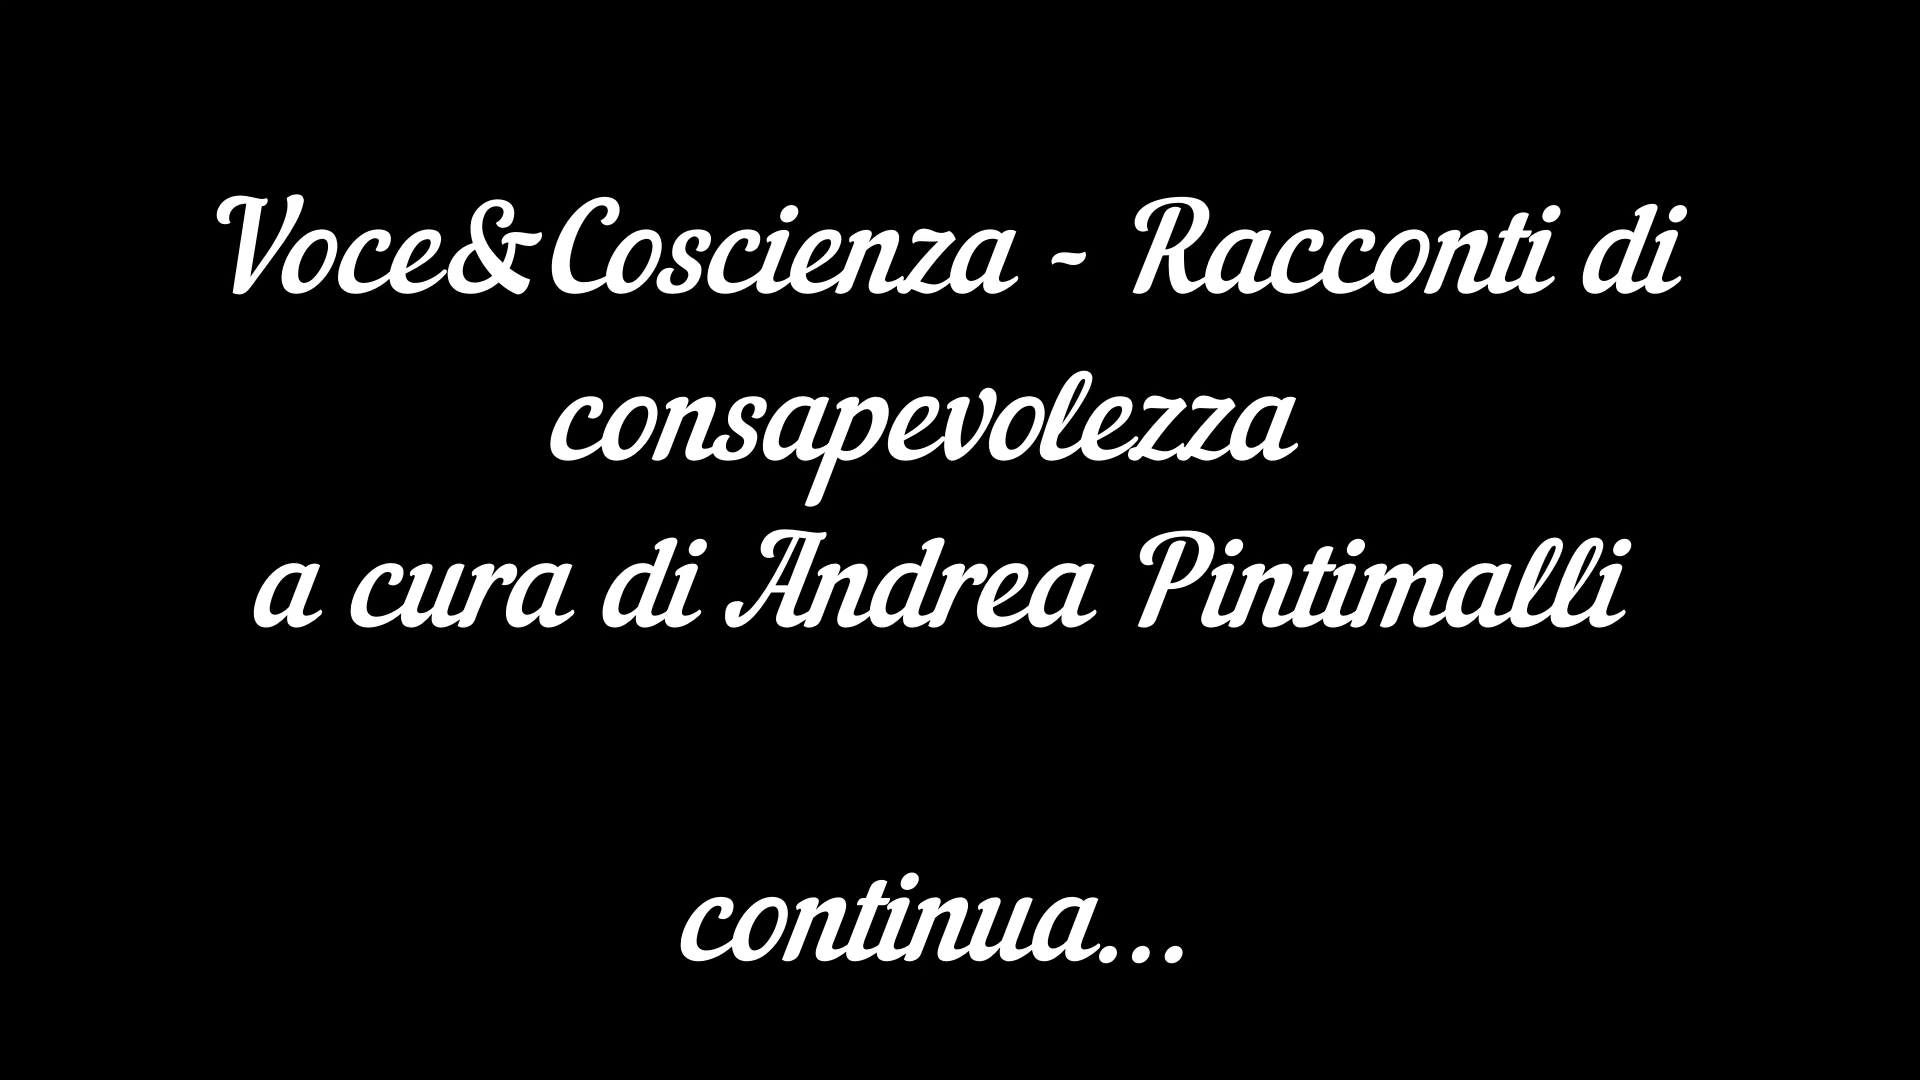 Voce&Coscienza - Racconti di
consapevolezza
a cura di Andrea Pintimalli
continua...